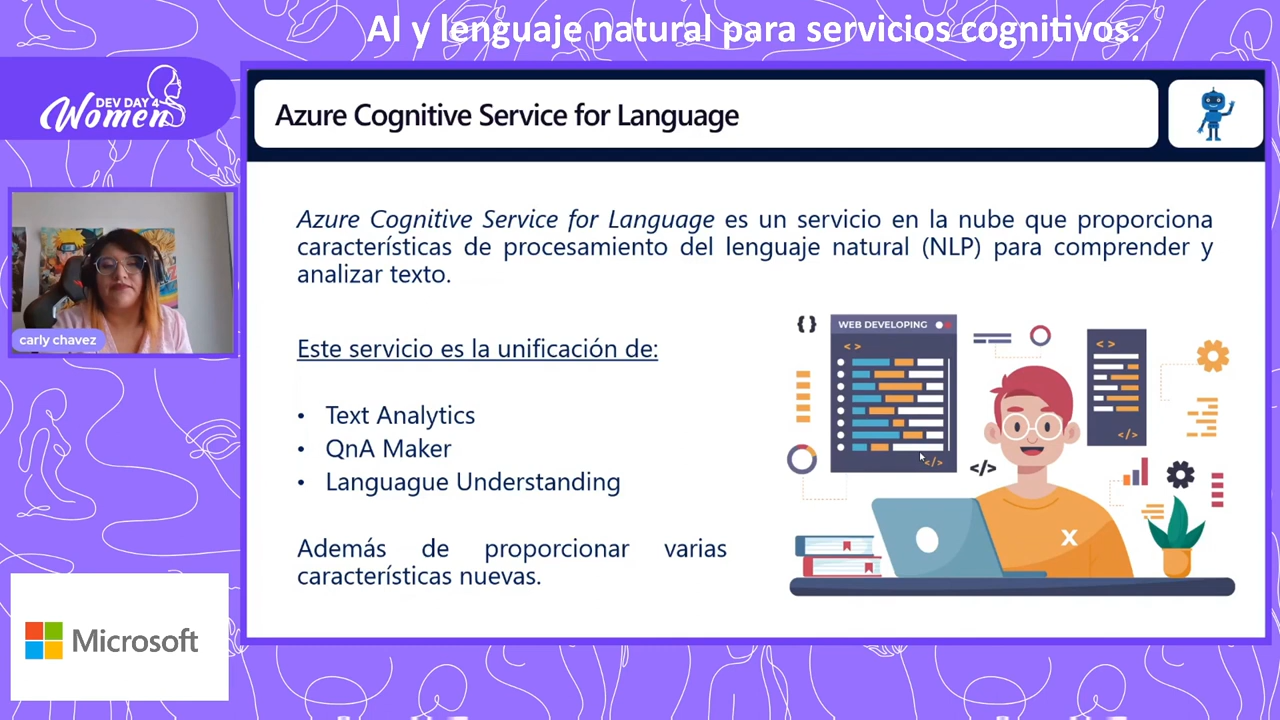 AI y lenguaje natural para servicios cognitivos.
DEV DAY 4
Women
Azure Cognitive Service for Language
Azure Cognitive Service for Language es un servicio en la nube que proporciona
características de procesamiento del lenguaje natural (NLP) para comprender y
analizar texto.
carly chavez
Este servicio es la unificación de:
• Text Analytics
• QnA Maker
• Languague Understanding
Además de proporcionar varias
características nuevas.
{}
WEB DEVELOPING
< >
</>
</>
< >
</>
X
Microsoft